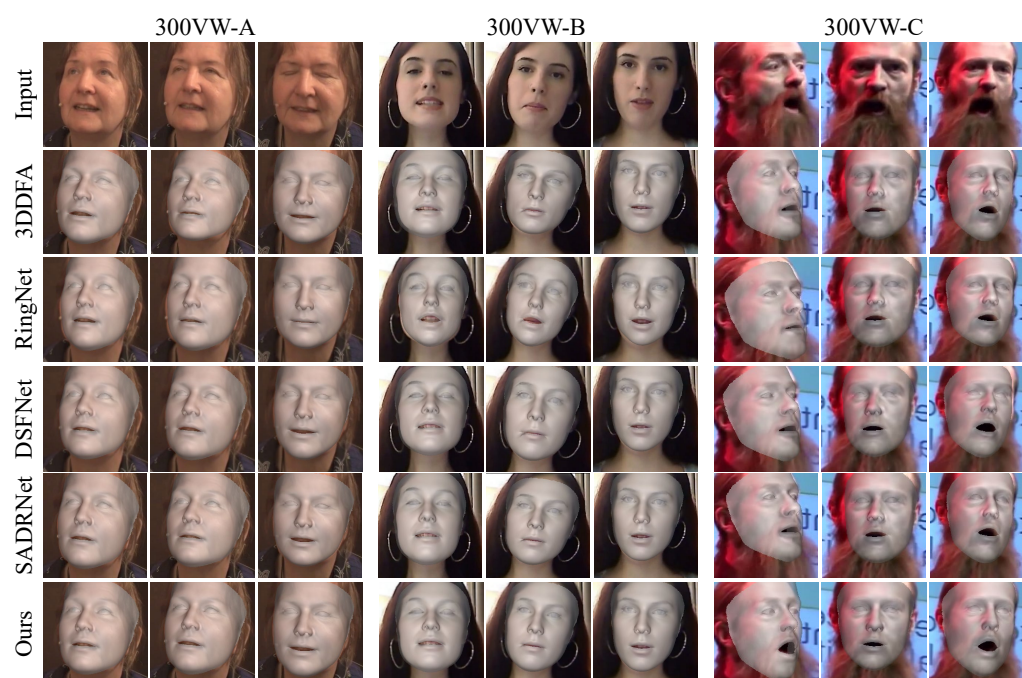 300VW-A 300VW-B 300VW-C
Input
3DDFA
RingNet
DSFNet
SADRNet
Ours